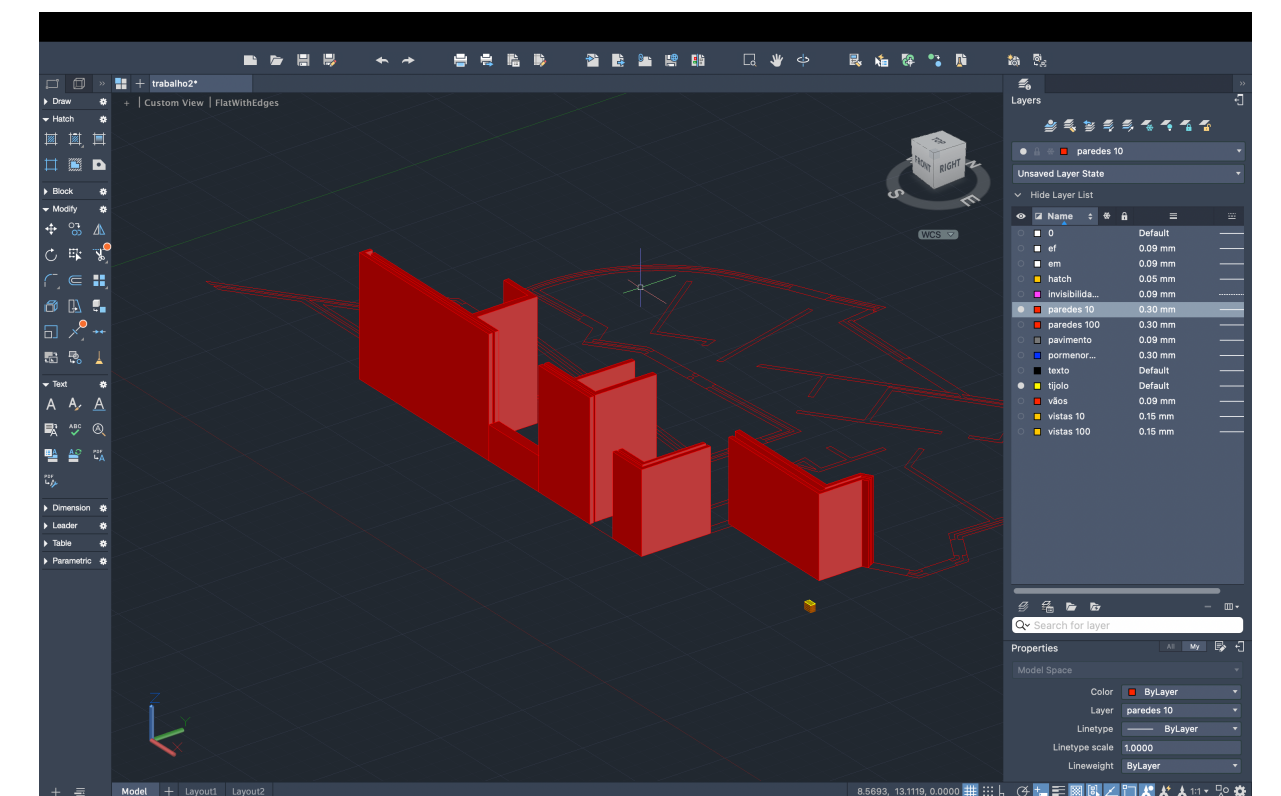 trabalho2*
Draw
+ | Custom View | FlatWithEdges
Hatch
Block
Modify
Text
A A A
ABC
PDF
PDF
Dimension
Leader
Table
Parametric
TOP
FRONT
RIGHT
N
S
E
WCS
Z
Y
X
Layers
paredes 10
Unsaved Layer State
Hide Layer List
Name
0 Default
ef 0.09 mm
em 0.09 mm
hatch 0.05 mm
invisibilida... 0.09 mm
paredes 10 0.30 mm
paredes 100 0.30 mm
pavimento 0.09 mm
pormenor... 0.30 mm
texto Default
tijolo Default
vãos 0.09 mm
vistas 10 0.15 mm
vistas 100 0.15 mm
Search for layer
Properties All My
Model Space
Color ByLayer
Layer paredes 10
Linetype ByLayer
Linetype scale 1.0000
Lineweight ByLayer
Model + Layout1 Layout2
8.5693, 13.1119, 0.0000
1:1